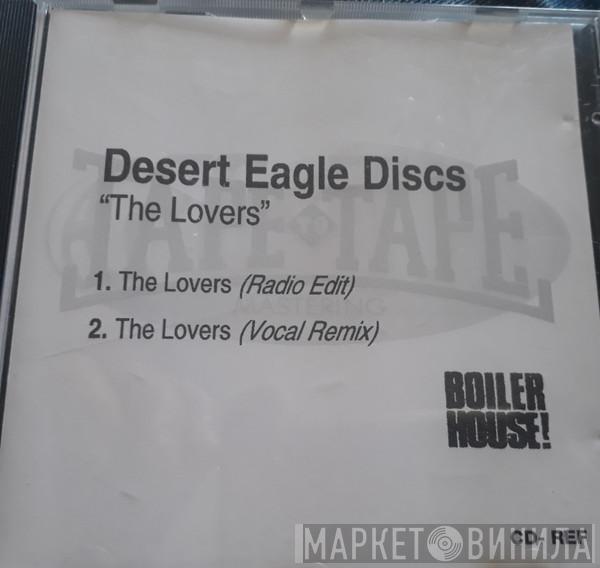 Desert Eagle Discs
“The Lovers”
TAPE TO TAPE
MASTERING
1. The Lovers (Radio Edit)
2. The Lovers (Vocal Remix)
BOILER
HOUSE!
CD- REF
МАРКЕТ ВИНИЛА